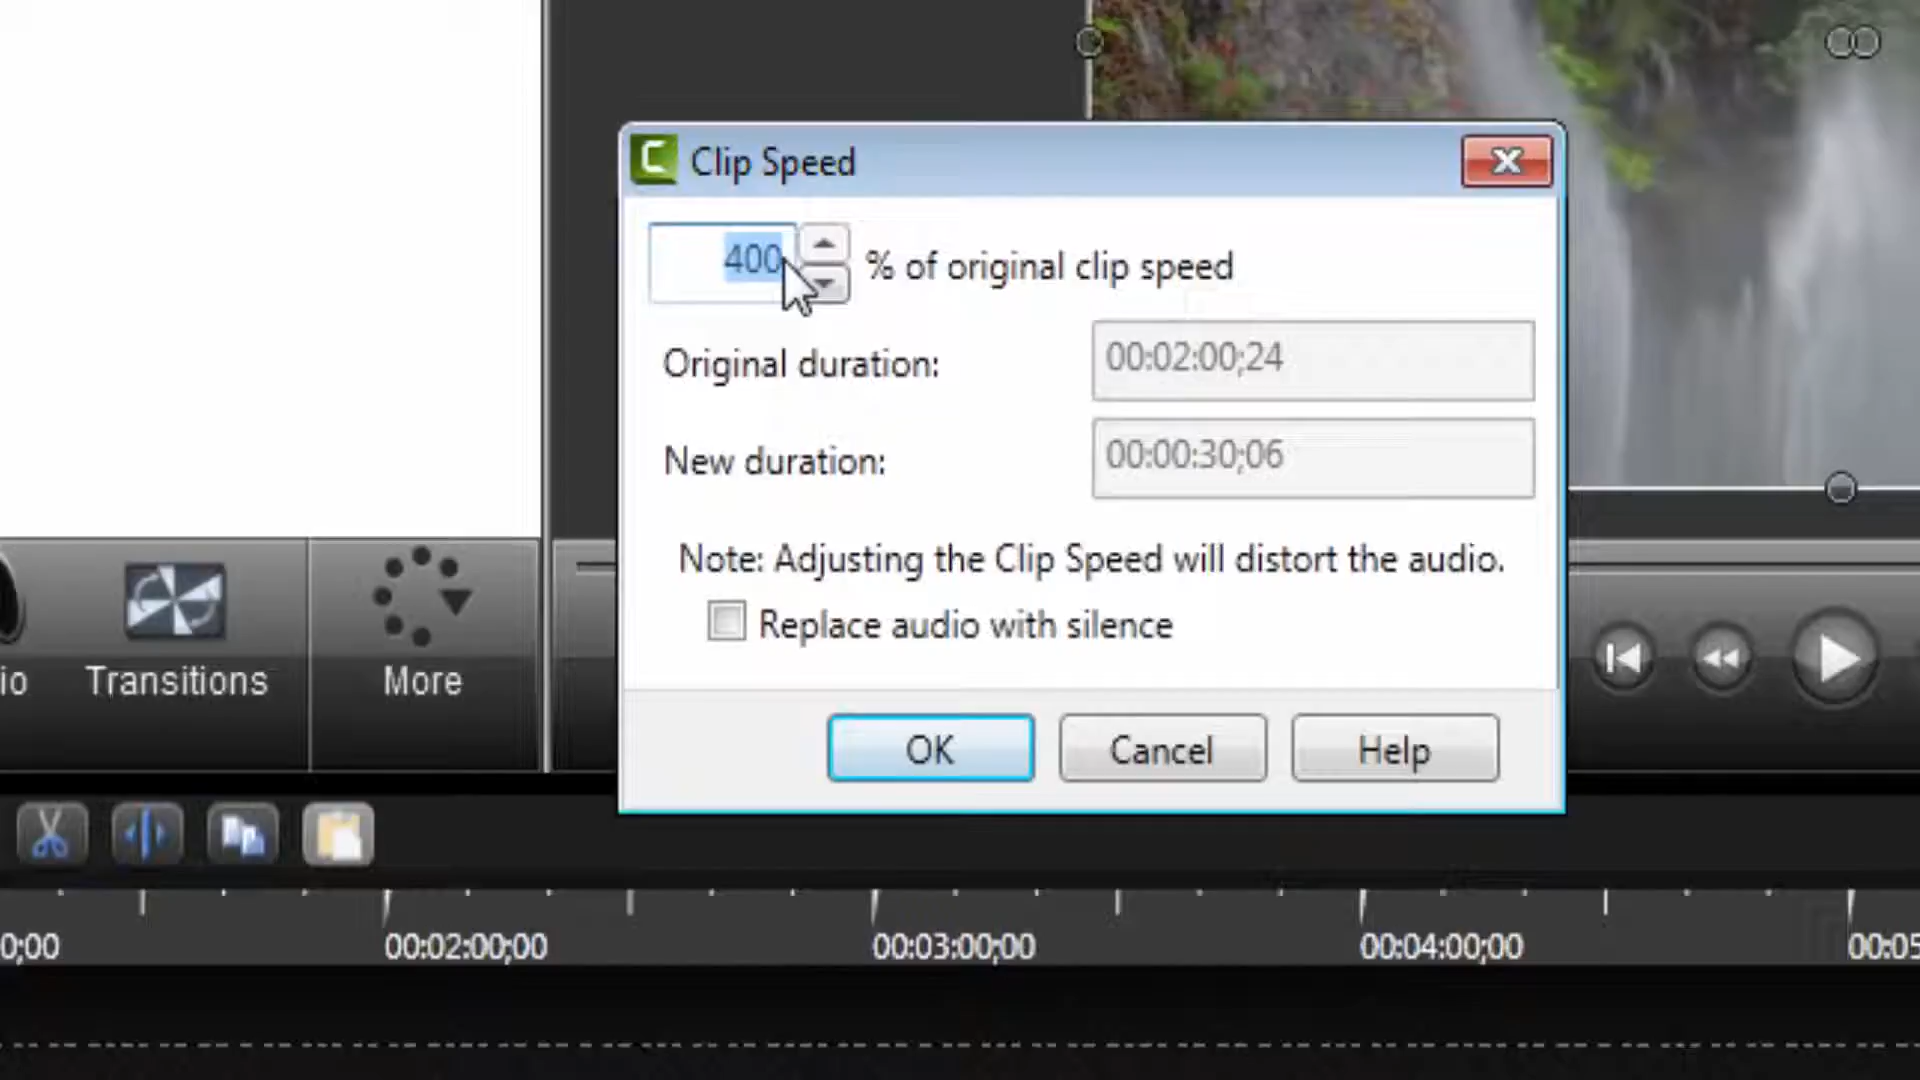 Clip Speed
400 % of original clip speed
Original duration: 00:02:00;24
New duration: 00:00:30;06
Note: Adjusting the Clip Speed will distort the audio.
Replace audio with silence
OK Cancel Help
io Transitions More
0;00 00:02:00;00 00:03:00;00 00:04:00;00 00:05